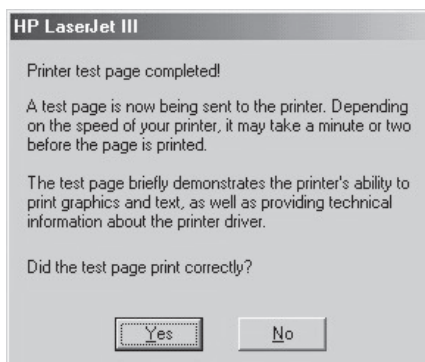 HP LaserJet III
Printer test page completed!
A test page is now being sent to the printer. Depending
on the speed of your printer, it may take a minute or two
before the page is printed.
The test page briefly demonstrates the printer's ability to
print graphics and text, as well as providing technical
information about the printer driver.
Did the test page print correctly?
Yes
No